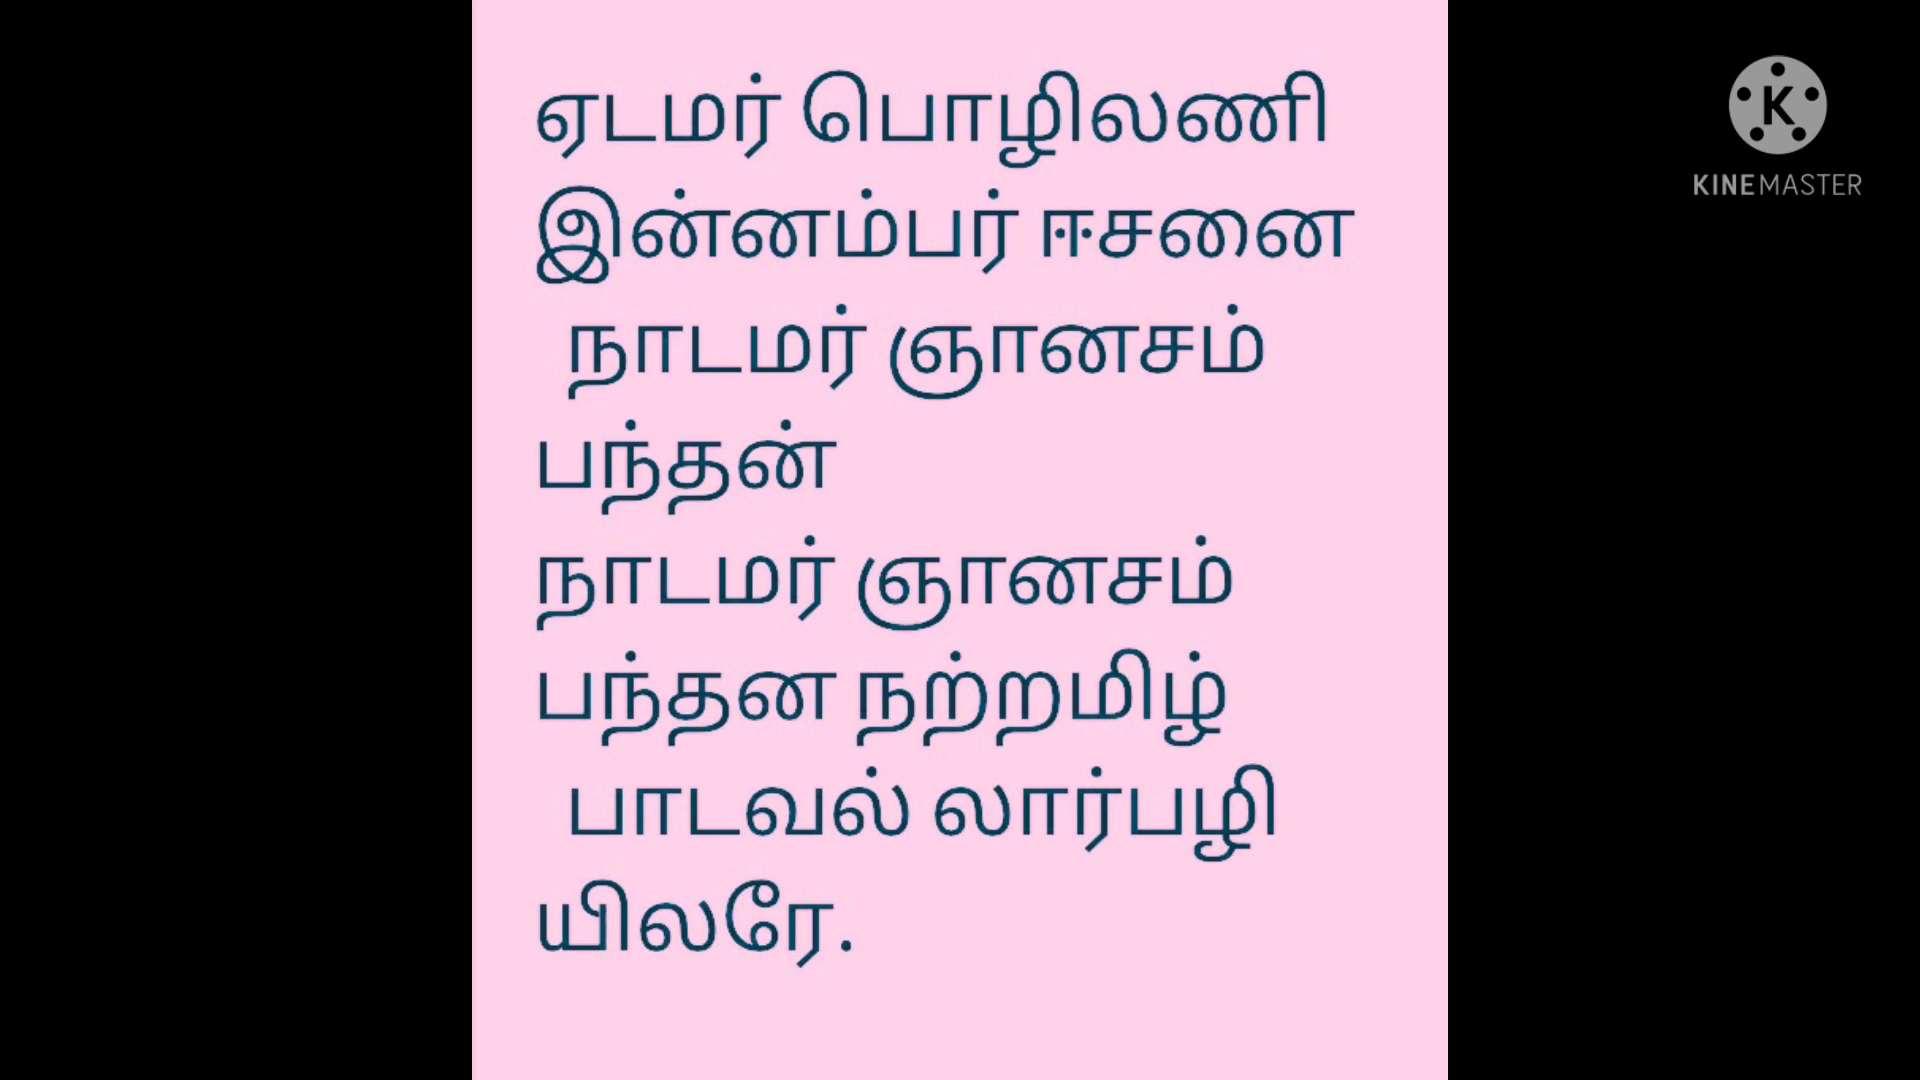 ஏடமர் பொழிலணி
இன்னம்பர் ஈசனை
நாடமர் ஞானசம்
பந்தன்
நாடமர் ஞானசம்
பந்தன நற்றமிழ்
பாடவல் லார்பழி
யிலரே.
K
KINEMASTER